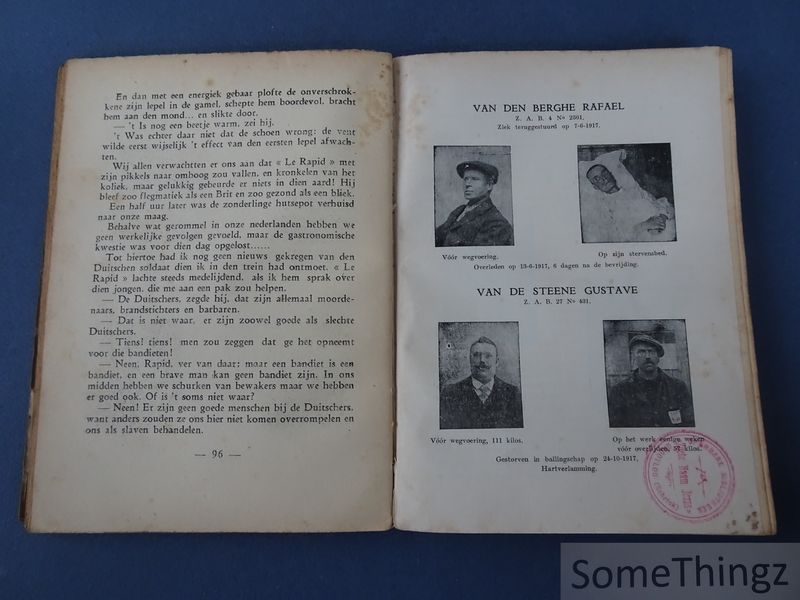 En dan met een energiek gebaar plofte de onverschrok-
kene zijn lepel in de gamel, schepte hem boordevol, bracht
hem aan den mond... en slikte door.
— 't Is nog een beetje warm, zei hij.
't Was echter daar niet dat de schoen wrong: de vent
wilde eerst wijselijk 't effect van den eersten lepel afwach-
ten.
Wij allen verwachtten er ons aan dat « Le Rapid » met
zijn pikkels naar omhoog zou vallen, en kronkelen van het
koliek, maar gelukkig gebeurde er niets in dien aard! Hij
bleef zoo flegmatiek als een Brit en zoo gezond als een bliek.
Een half uur later was de zonderlinge hutsepot verhuisd
naar onze maag.
Behalve wat gerommel in onze nederlanden hebben we
geen werkelijke gevolgen gevoeld, maar de gastronomische
kwestie was voor dien dag opgelost......
Tot hiertoe had ik nog geen nieuws gekregen van den
Duitschen soldaat dien ik in den trein had ontmoet. « Le
Rapid » lachte steeds medelijdend, als ik hem sprak over
dien jongen, die me aan een pak zou helpen.
— De Duitschers, zegde hij, dat zijn allemaal moorde-
naars, brandstichters en barbaren.
— Dat is niet waar, er zijn zoowel goede als slechte
Duitschers.
— Tiens! tiens! men zou zeggen dat ge het opneemt
voor die bandieten!
— Neen, Rapid, ver van daar; maar een bandiet is een
bandiet, en een brave man kan geen bandiet zijn. In ons
midden hebben we schurken van bewakers maar we hebben
er goed ook. Of is 't soms niet waar?
— Neen! Er zijn geen goede menschen bij de Duitschers,
want anders zouden ze ons hier niet komen overrompelen en
ons als slaven behandelen.
— 96 —
VAN DEN BERGHE RAFAEL
Z. A. B. 4 No 2501.
Ziek teruggestuurd op 7-6-1917.
Vóór wegvoering.
Op zijn stervensbed.
Overleden op 13-6-1917, 6 dagen na de bevrijding.
VAN DE STEENE GUSTAVE
Z. A. B. 27 No 431.
Vóór wegvoering, 111 kilos.
Op het werk eenige weken
vóór overlijden, 57 kilos.
Gestorven in ballingschap op 24-10-1917,
Hartverlamming.
SomeThingz